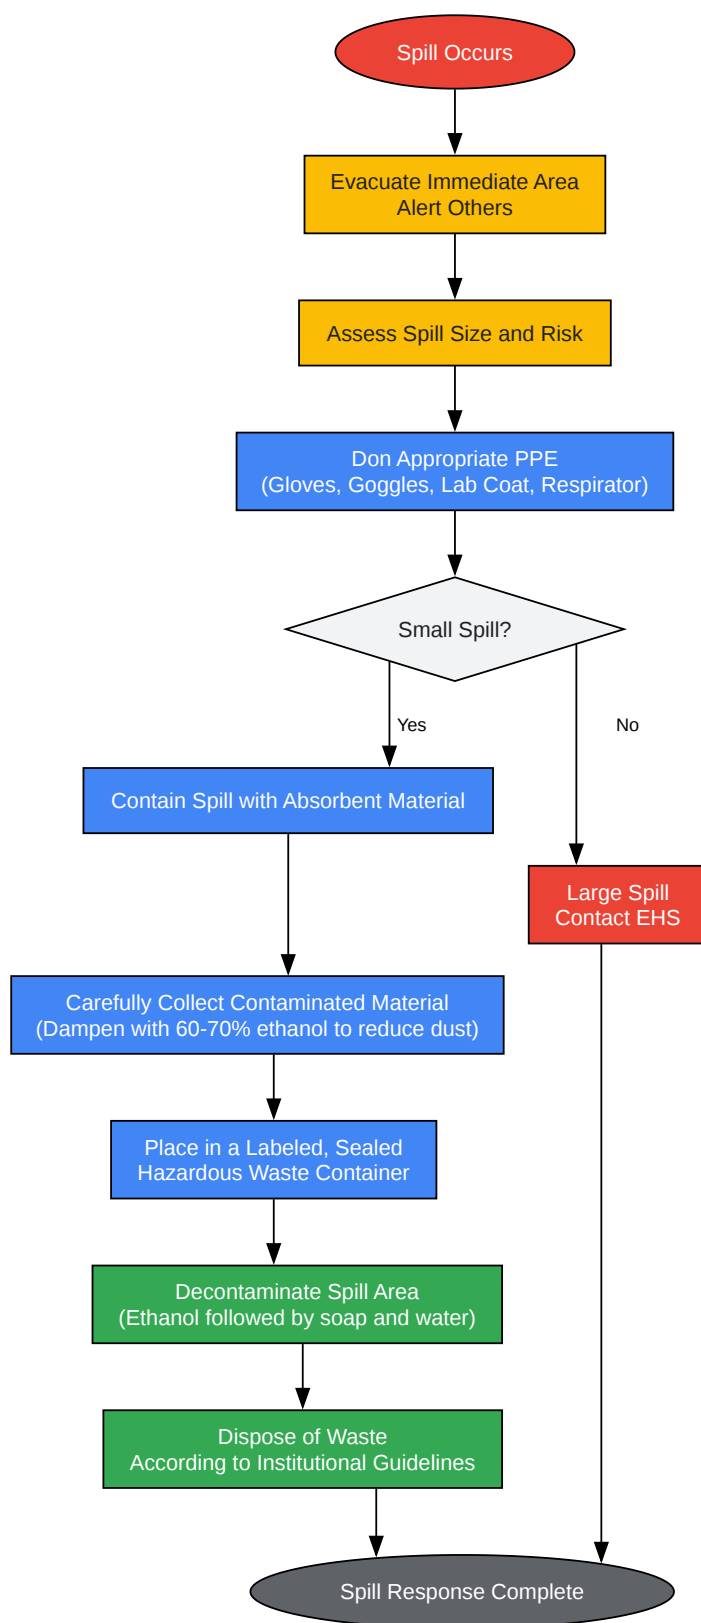 Spill Occurs
Evacuate Immediate Area
Alert Others
Assess Spill Size and Risk
Don Appropriate PPE
(Gloves, Goggles, Lab Coat, Respirator)
Small Spill?
Yes
No
Contain Spill with Absorbent Material
Large Spill
Contact EHS
Carefully Collect Contaminated Material
(Dampen with 60-70% ethanol to reduce dust)
Place in a Labeled, Sealed
Hazardous Waste Container
Decontaminate Spill Area
(Ethanol followed by soap and water)
Dispose of Waste
According to Institutional Guidelines
Spill Response Complete